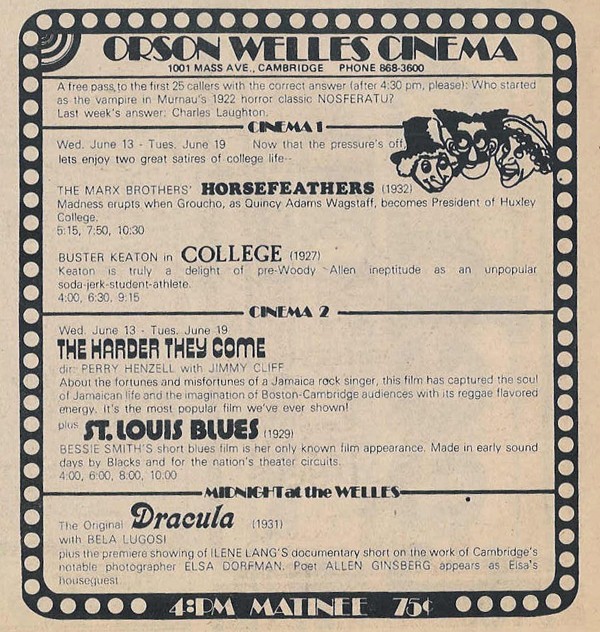 ORSON WELLES CINEMA
1001 MASS AVE., CAMBRIDGE PHONE 868-3600
A free pass to the first 25 callers with the correct answer (after 4:30 pm, please): Who started
as the vampire in Murnau's 1922 horror classic NOSFERATU?
Last week's answer: Charles Laughton.
CINEMA 1
Wed. June 13 - Tues. June 19 Now that the pressure's off,
lets enjoy two great satires of college life--
THE MARX BROTHERS' HORSEFEATHERS (1932)
Madness erupts when Groucho, as Quincy Adams Wagstaff, becomes President of Huxley
College.
5:15, 7:50, 10:30
BUSTER KEATON in COLLEGE (1927)
Keaton is truly a delight of pre-Woody Allen ineptitude as an unpopular
soda-jerk-student-athlete.
4:00, 6:30, 9:15
CINEMA 2
Wed. June 13 - Tues. June 19
THE HARDER THEY COME
dir: PERRY HENZELL with JIMMY CLIFF
About the fortunes and misfortunes of a Jamaica rock singer, this film has captured the soul
of Jamaican life and the imagination of Boston-Cambridge audiences with its reggae flavored
energy. It's the most popular film we've ever shown!
plus ST. LOUIS BLUES (1929)
BESSIE SMITH'S short blues film is her only known film appearance. Made in early sound
days by Blacks and for the nation's theater circuits.
4:00, 6:00, 8:00, 10:00
MIDNIGHT at the WELLES
The Original Dracula (1931)
with BELA LUGOSI
plus the premiere showing of ILENE LANG'S documentary short on the work of Cambridge's
notable photographer ELSA DORFMAN. Poet ALLEN GINSBERG appears as Elsa's
houseguest.
4:PM MATINEE 75¢